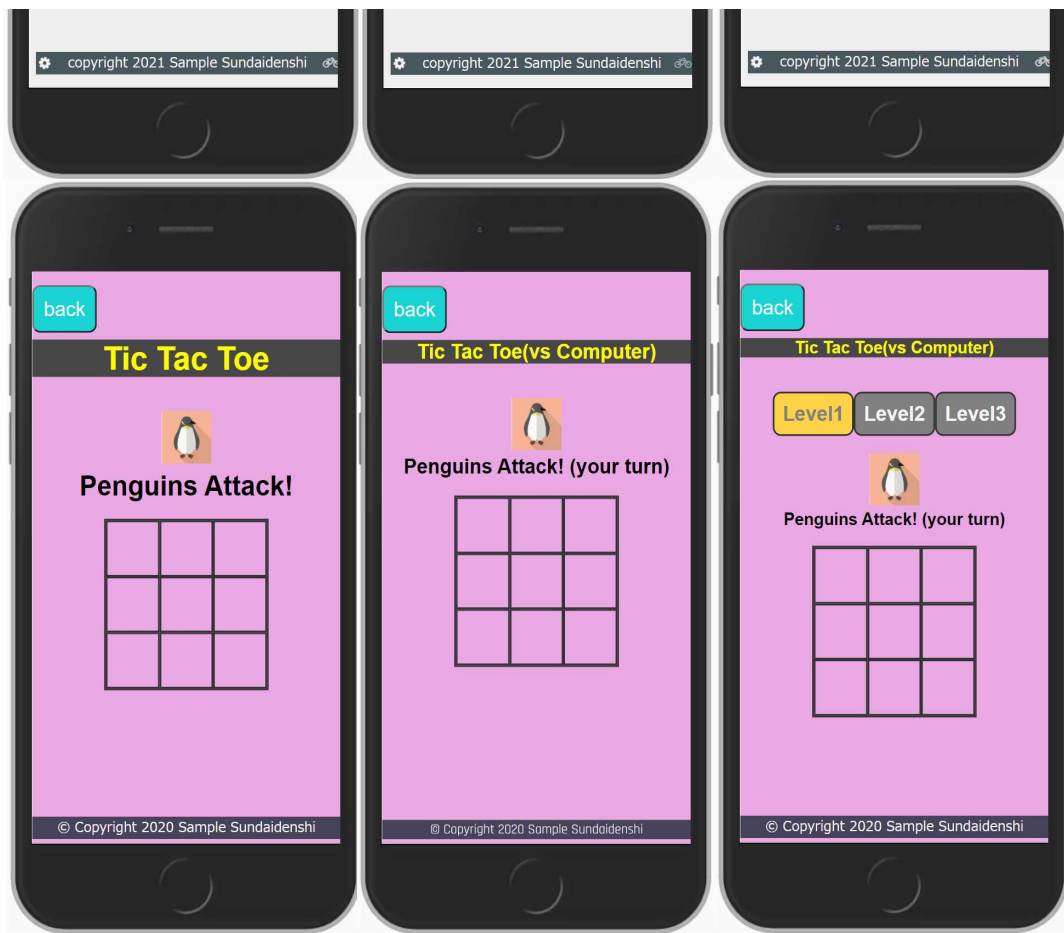 copyright 2021 Sample Sundaidenshi
copyright 2021 Sample Sundaidenshi
copyright 2021 Sample Sundaidenshi
back
Tic Tac Toe
Penguins Attack!
© Copyright 2020 Sample Sundaidenshi
back
Tic Tac Toe(vs Computer)
Penguins Attack! (your turn)
© Copyright 2020 Sample Sundaidenshi
back
Tic Tac Toe(vs Computer)
Level1 Level2 Level3
Penguins Attack! (your turn)
© Copyright 2020 Sample Sundaidenshi